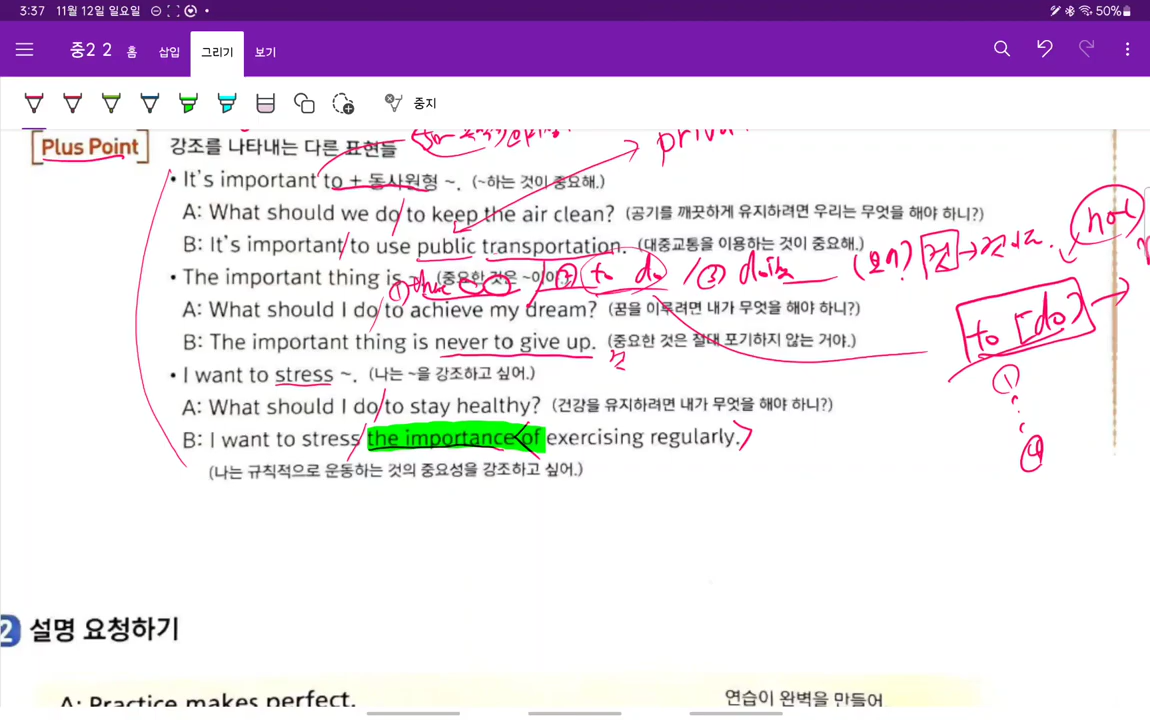 3:37 11월 12일 일요일 50%
중2 2 홈 삽입 그리기 보기
중지
Plus Point 강조를 나타내는 다른 표현들
• It's important to + 동사원형 ~. (~하는 것이 중요해.)
A: What should we do to keep the air clean? (공기를 깨끗하게 유지하려면 우리는 무엇을 해야 하니?)
B: It's important to use public transportation. (대중교통을 이용하는 것이 중요해.)
• The important thing is ~. (중요한 것은 ~이야.)
① ② to do / ③ doing
not
to [do]
①
④
A: What should I do to achieve my dream? (꿈을 이루려면 내가 무엇을 해야 하니?)
B: The important thing is never to give up. (중요한 것은 절대 포기하지 않는 거야.)
• I want to stress ~. (나는 ~을 강조하고 싶어.)
A: What should I do to stay healthy? (건강을 유지하려면 내가 무엇을 해야 하니?)
B: I want to stress the importance of exercising regularly.
(나는 규칙적으로 운동하는 것의 중요성을 강조하고 싶어.)
2 설명 요청하기
A: Practice makes perfect. 연습이 완벽을 만들어